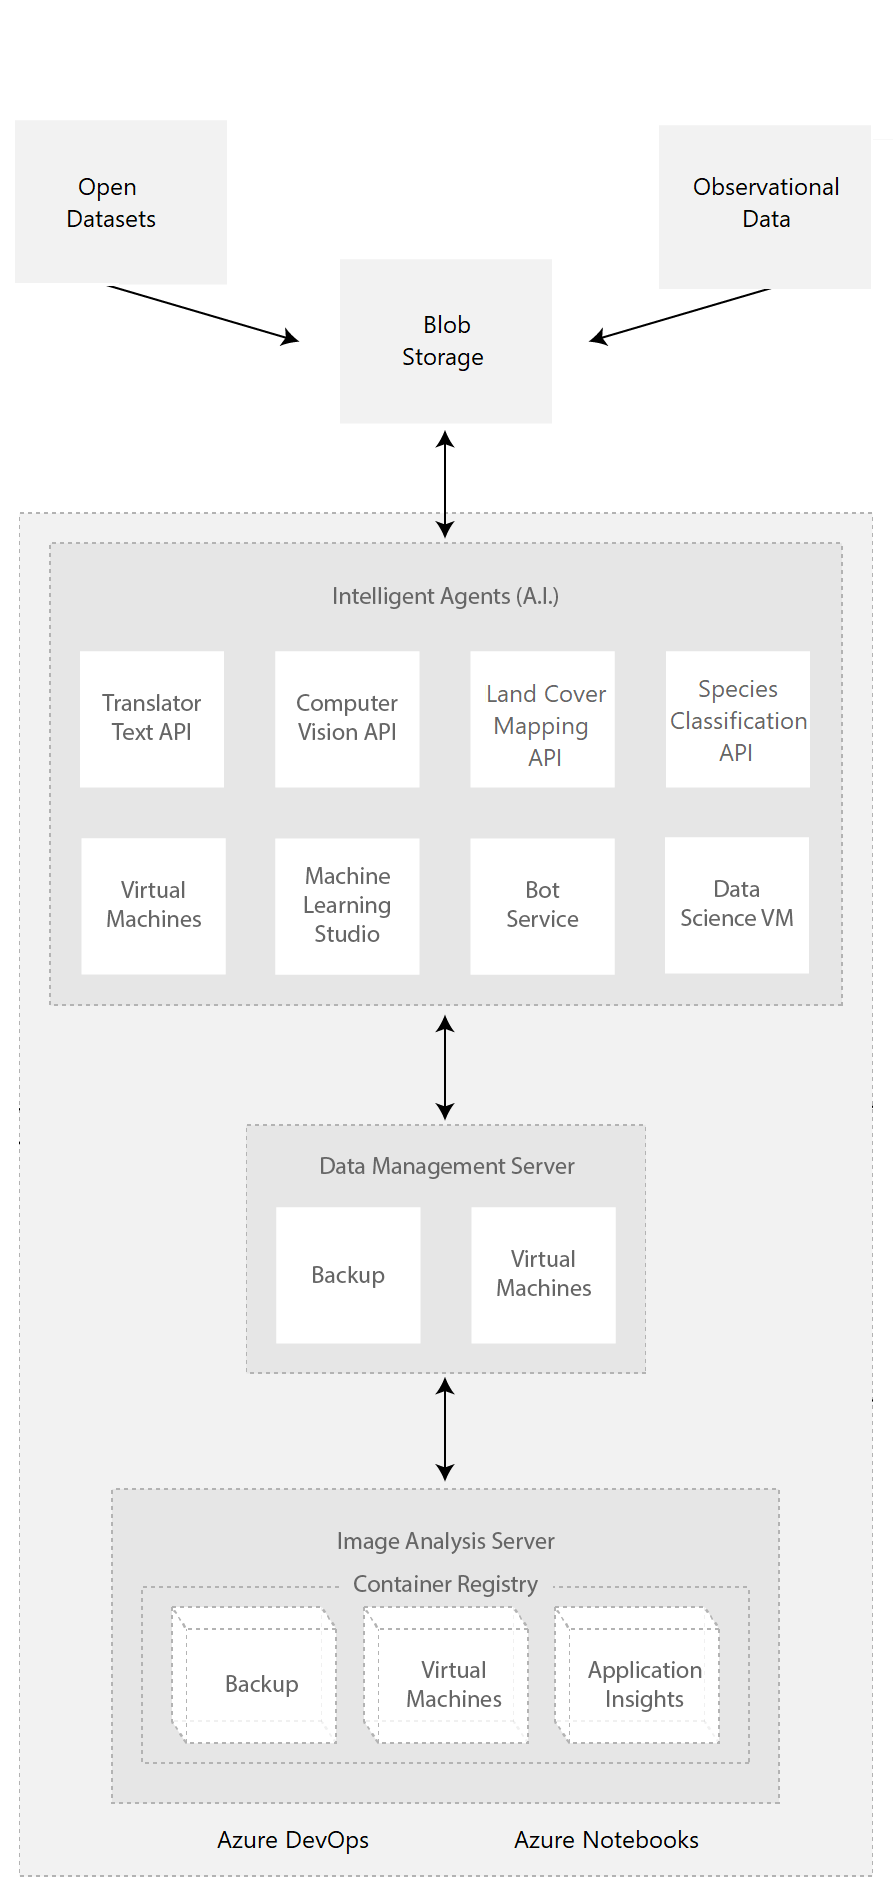 Open
Datasets
Observational
Data
Blob
Storage
Intelligent Agents (A.I.)
Translator
Text API
Computer
Vision API
Land Cover
Mapping
API
Species
Classification
API
Virtual
Machines
Machine
Learning
Studio
Bot
Service
Data
Science VM
Data Management Server
Backup
Virtual
Machines
Image Analysis Server
Container Registry
Backup
Virtual
Machines
Application
Insights
Azure DevOps
Azure Notebooks